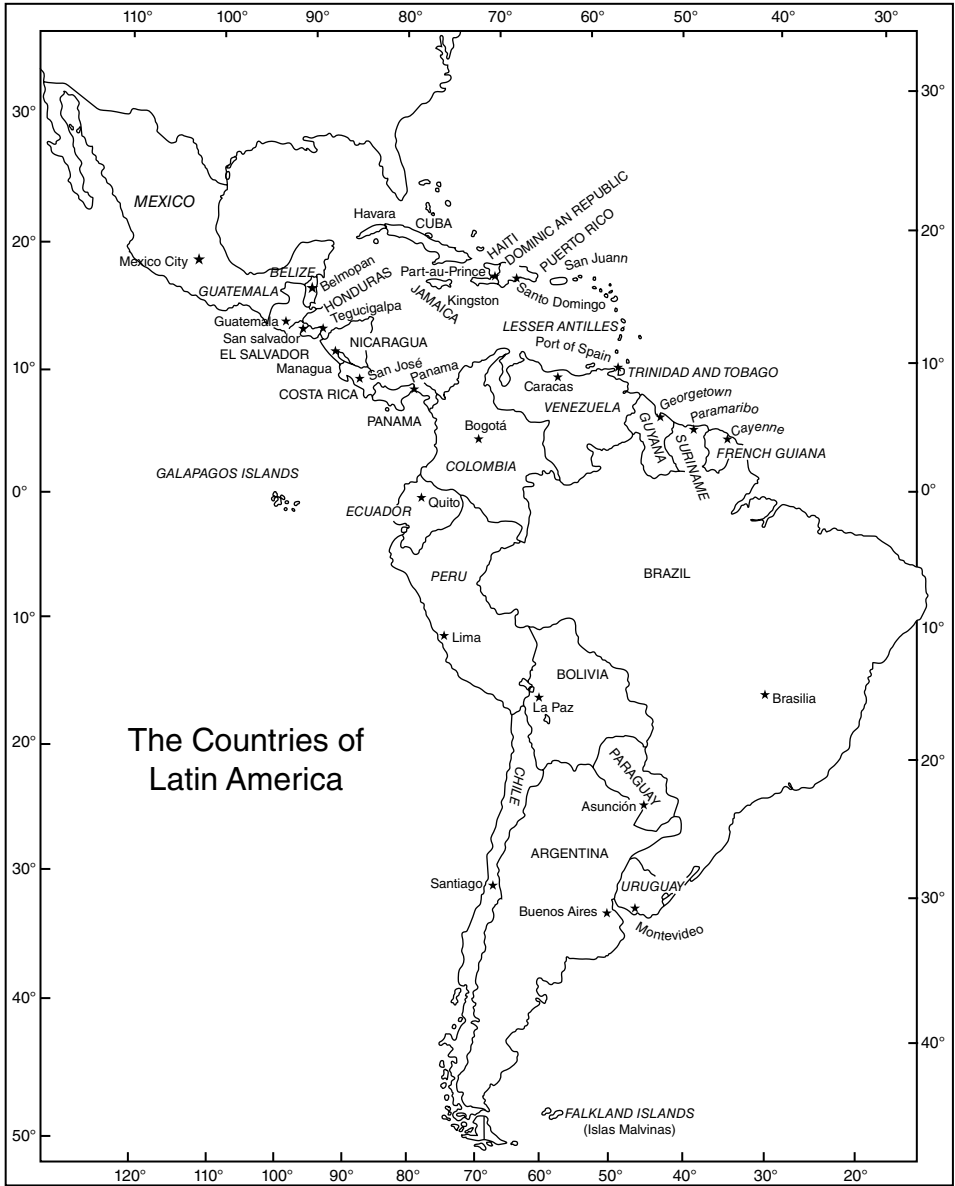 110° 100° 90° 80° 70° 60° 50° 40° 30°
30° 30°
MEXICO
DOMINIC AN REPUBLIC
HAITI
PUERTO RICO
Havara
CUBA
20° 20°
Mexico City
BELIZE
Belmopan
Part-au-Prince
San Juann
GUATEMALA
HONDURAS
JAMAICA
Kingston
Santo Domingo
Tegucigalpa
Guatemala
San salvador
LESSER ANTILLES
EL SALVADOR
NICARAGUA
Port of Spain
10° 10°
Managua
San José
Panama
TRINIDAD AND TOBAGO
COSTA RICA
Caracas
Georgetown
VENEZUELA
Paramaribo
PANAMA
Bogotá
GUYANA
Cayenne
SURINAME
FRENCH GUIANA
COLOMBIA
GALAPAGOS ISLANDS
0° 0°
ECUADOR
Quito
PERU
BRAZIL
10° 10°
Lima
BOLIVIA
La Paz
Brasilia
The Countries of
Latin America
20° 20°
CHILE
PARAGUAY
Asunción
ARGENTINA
30° 30°
Santiago
URUGUAY
Buenos Aires
Montevideo
40° 40°
FALKLAND ISLANDS
(Islas Malvinas)
50°
120° 110° 100° 90° 80° 70° 60° 50° 40° 30° 20°